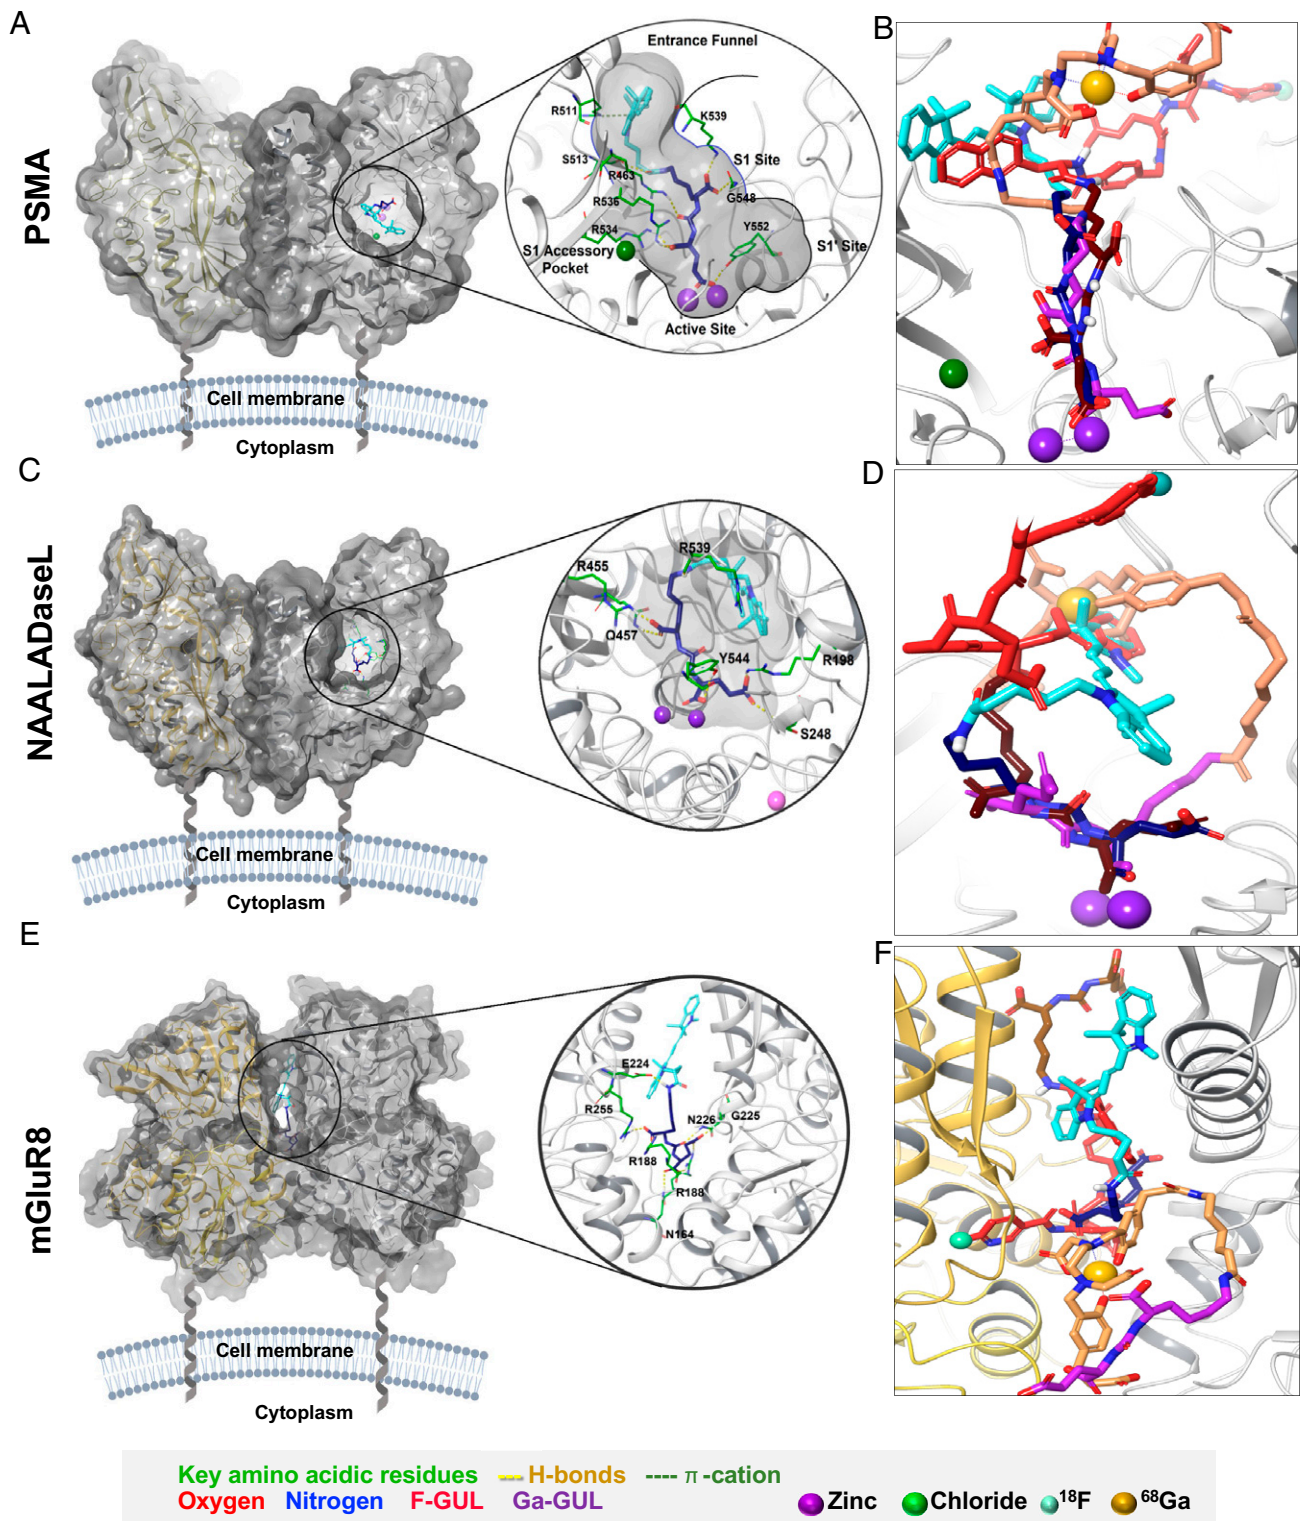 A
PSMA
Entrance Funnel
R511
K539
S513
R463
S1 Site
R535
G548
R534
Y552
S1 Accessory
Pocket
S1' Site
Active Site
Cell membrane
Cytoplasm
B
C
NAALADaseL
R539
R455
Q457
Y544
R198
S248
Cell membrane
Cytoplasm
D
E
mGluR8
E224
R255
N226
G225
R188
R188
N164
Cell membrane
Cytoplasm
F
Key amino acidic residues --- H-bonds ---- π -cation
Oxygen Nitrogen F-GUL Ga-GUL Zinc Chloride ¹⁸F ⁶⁸Ga